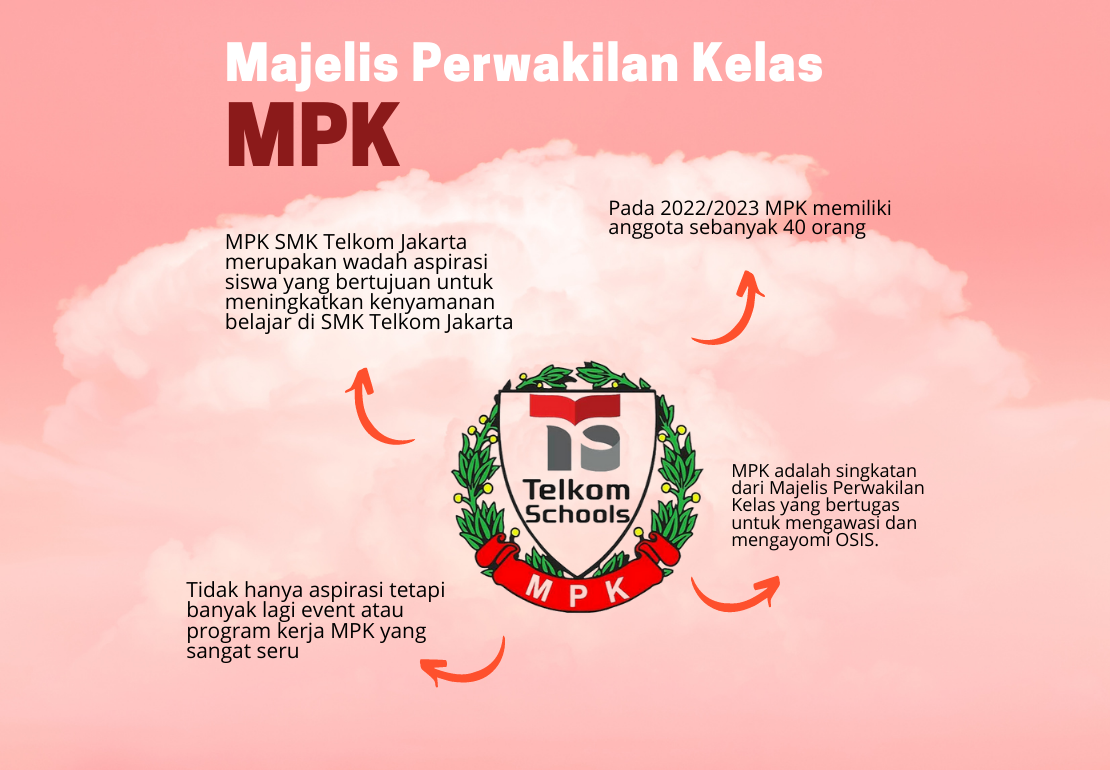 Majelis Perwakilan Kelas
MPK
Pada 2022/2023 MPK memiliki
anggota sebanyak 40 orang
MPK SMK Telkom Jakarta
merupakan wadah aspirasi
siswa yang bertujuan untuk
meningkatkan kenyamanan
belajar di SMK Telkom Jakarta
Telkom
Schools
MPK
MPK adalah singkatan
dari Majelis Perwakilan
Kelas yang bertugas
untuk mengawasi dan
mengayomi OSIS.
Tidak hanya aspirasi tetapi
banyak lagi event atau
program kerja MPK yang
sangat seru